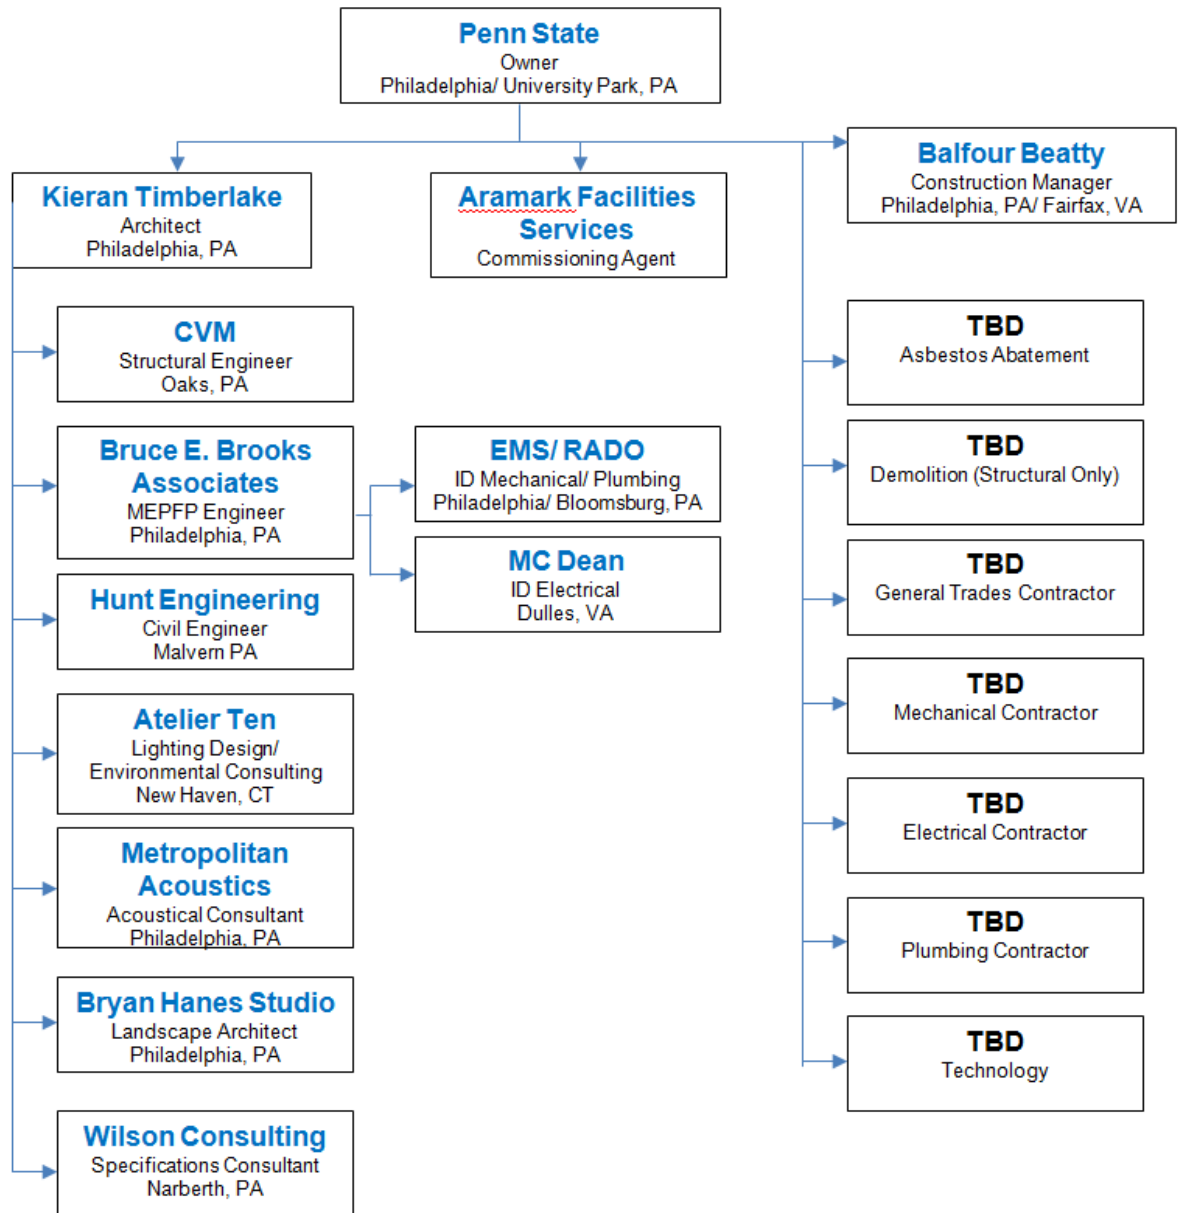 Penn State
Owner
Philadelphia/ University Park, PA
Balfour Beatty
Construction Manager
Philadelphia, PA/ Fairfax, VA
Kieran Timberlake
Architect
Philadelphia, PA
Aramark Facilities
Services
Commissioning Agent
CVM
Structural Engineer
Oaks, PA
Bruce E. Brooks
Associates
MEPFP Engineer
Philadelphia, PA
EMS/ RADO
ID Mechanical/ Plumbing
Philadelphia/ Bloomsburg, PA
MC Dean
ID Electrical
Dulles, VA
Hunt Engineering
Civil Engineer
Malvern PA
Atelier Ten
Lighting Design/
Environmental Consulting
New Haven, CT
Metropolitan
Acoustics
Acoustical Consultant
Philadelphia, PA
Bryan Hanes Studio
Landscape Architect
Philadelphia, PA
Wilson Consulting
Specifications Consultant
Narberth, PA
TBD
Asbestos Abatement
TBD
Demolition (Structural Only)
TBD
General Trades Contractor
TBD
Mechanical Contractor
TBD
Electrical Contractor
TBD
Plumbing Contractor
TBD
Technology